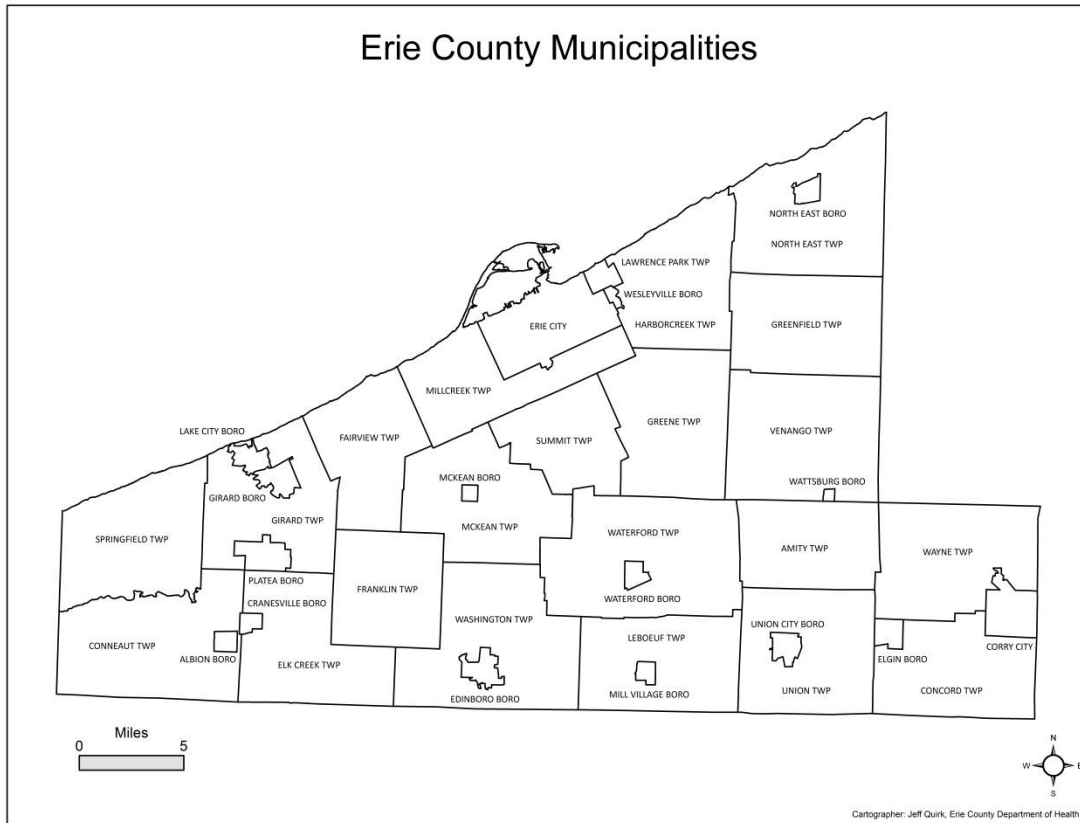 Erie County Municipalities
NORTH EAST BORO
NORTH EAST TWP
LAWRENCE PARK TWP
WESLEYVILLE BORO
ERIE CITY
HARBORCREEK TWP
GREENFIELD TWP
MILLCREEK TWP
LAKE CITY BORO
FAIRVIEW TWP
SUMMIT TWP
GREENE TWP
VENANGO TWP
MCKEAN BORO
WATTSBURG BORO
GIRARD BORO
GIRARD TWP
MCKEAN TWP
WATERFORD TWP
SPRINGFIELD TWP
AMITY TWP
WAYNE TWP
PLATEA BORO
FRANKLIN TWP
WATERFORD BORO
CRANESVILLE BORO
WASHINGTON TWP
UNION CITY BORO
LEBOEUF TWP
CONNEAUT TWP
ALBION BORO
ELGIN BORO
CORRY CITY
ELK CREEK TWP
EDINBORO BORO
MILL VILLAGE BORO
UNION TWP
CONCORD TWP
Miles
0 5
N
W E
S
Cartographer: Jeff Quirk, Erie County Department of Health